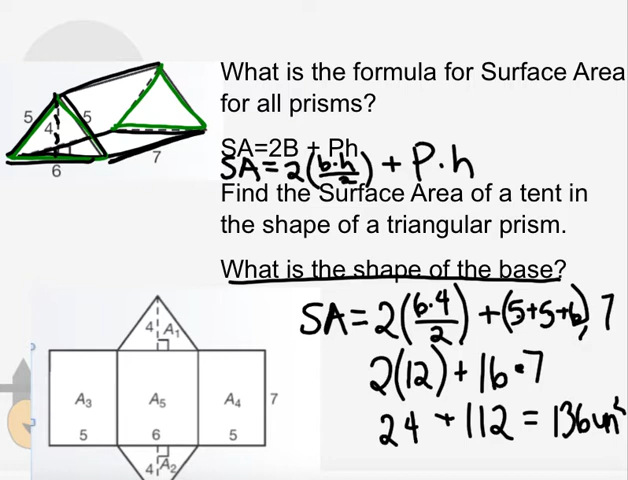 What is the formula for Surface Area
for all prisms?
SA=2B + Ph
SA = 2(b·h/2) + P·h
Find the Surface Area of a tent in
the shape of a triangular prism.
What is the shape of the base?
5 4 5
6 7
SA = 2(6·4/2) + (5+5+6) 7
2(12) + 16·7
24 + 112 = 136un²
4 A₁
A₃ A₅ A₄ 7
5 6 5
4 A₂